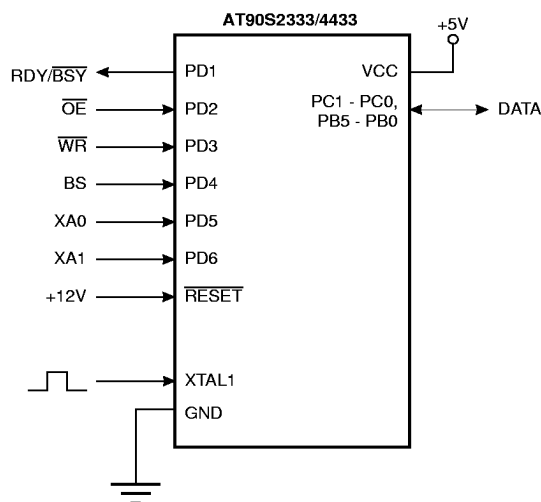 AT90S2333/4433
+5V
RDY/BSY PD1 VCC
OE PD2 PC1 - PC0, DATA
PB5 - PB0
WR PD3
BS PD4
XA0 PD5
XA1 PD6
+12V RESET
XTAL1
GND